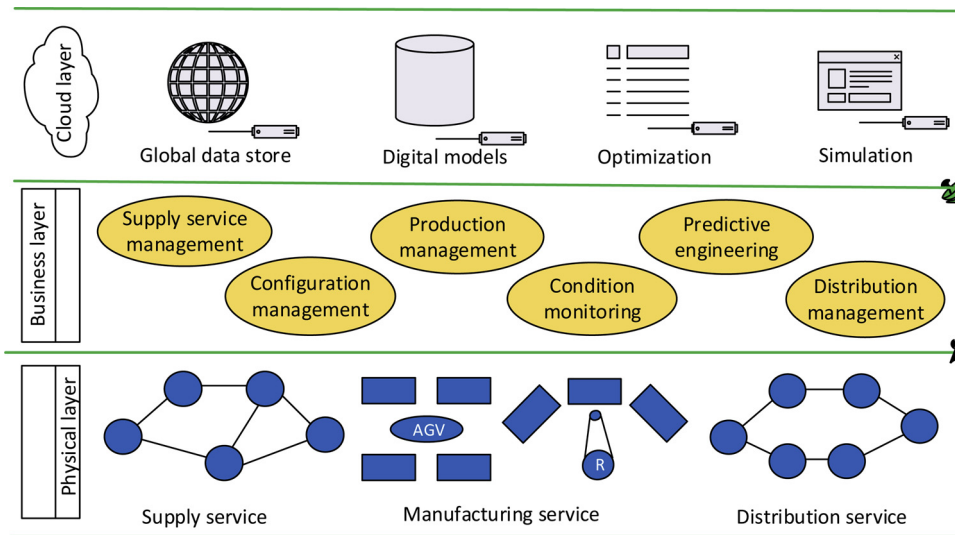 Cloud layer
Global data store
Digital models
Optimization
Simulation
Business layer
Supply service
management
Configuration
management
Production
management
Condition
monitoring
Predictive
engineering
Distribution
management
Physical layer
AGV
R
Supply service
Manufacturing service
Distribution service